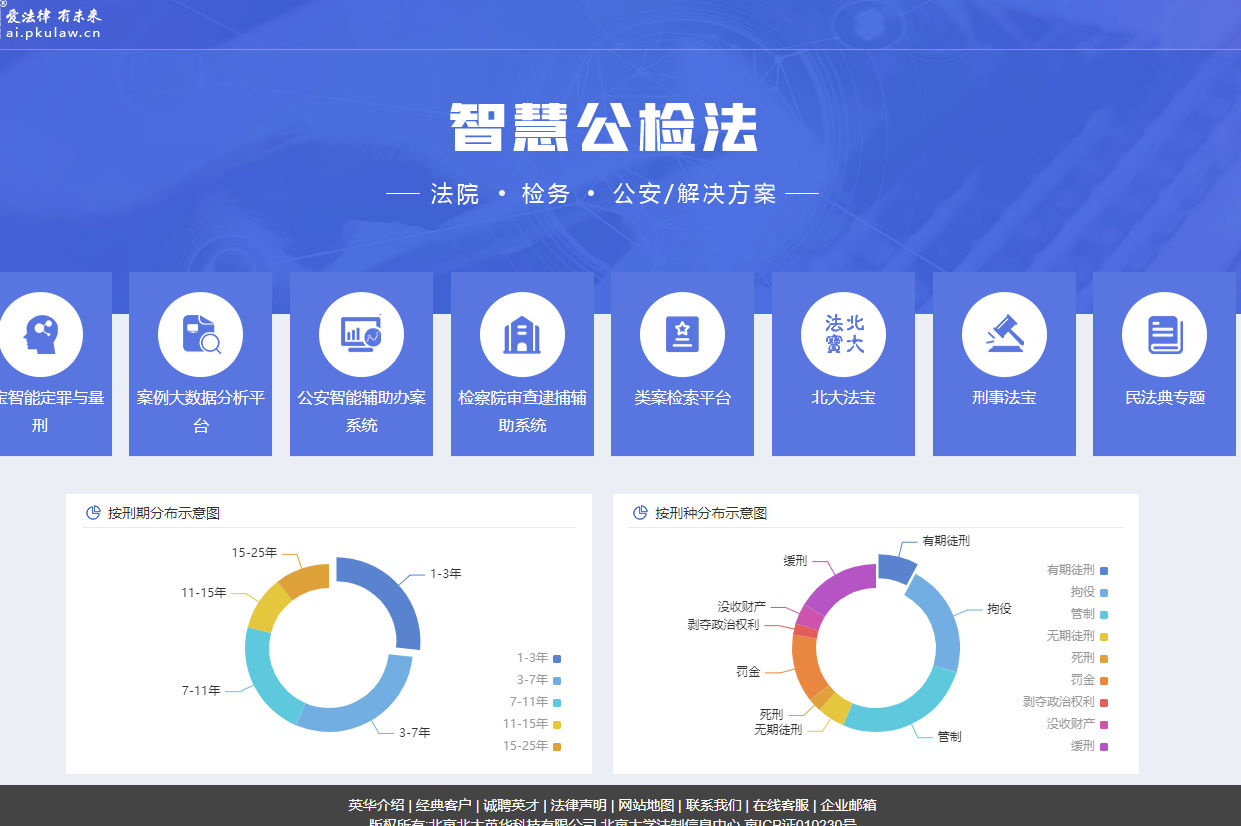 爱法律 有未来
ai.pkulaw.cn
智慧公检法
法院 • 检务 • 公安/解决方案
智能定罪与量
刑
案例大数据分析平
台
公安智能辅助办案
系统
检察院审查逮捕辅
助系统
类案检索平台
法北
寶大
北大法宝
刑事法宝
民法典专题
按刑期分布示意图
15-25年
1-3年
11-15年
7-11年
3-7年
1-3年
3-7年
7-11年
11-15年
15-25年
按刑种分布示意图
有期徒刑
缓刑
没收财产
拘役
剥夺政治权利
罚金
死刑
无期徒刑
管制
有期徒刑
拘役
管制
无期徒刑
死刑
罚金
剥夺政治权利
没收财产
缓刑
英华介绍 | 经典客户 | 诚聘英才 | 法律声明 | 网站地图 | 联系我们 | 在线客服 | 企业邮箱
版权所有:北京北大英华科技有限公司 北京大学法制信息中心 京ICP证010230号